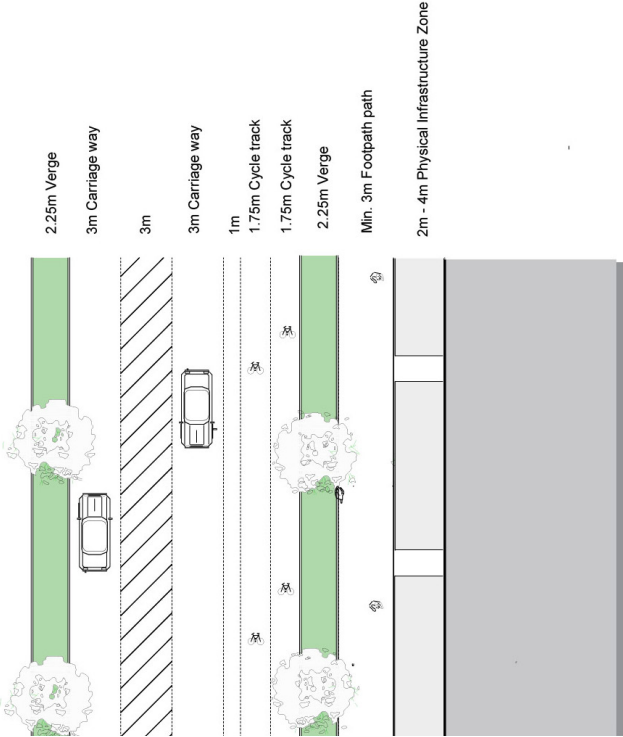 2.25m Verge
3m Carriage way
3m
3m Carriage way
1m
1.75m Cycle track
1.75m Cycle track
2.25m Verge
Min. 3m Footpath path
2m - 4m Physical Infrastructure Zone